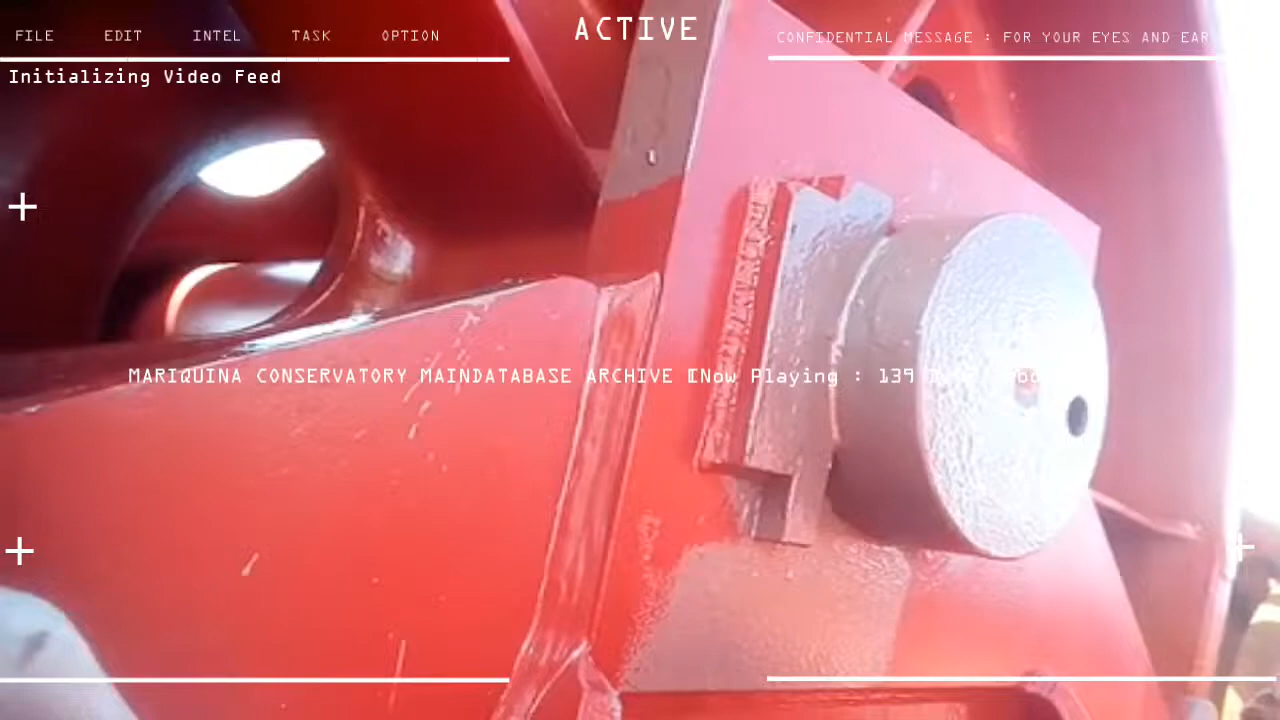 FILE EDIT INTEL TASK OPTION
ACTIVE
CONFIDENTIAL MESSAGE : FOR YOUR EYES AND EAR
Initializing Video Feed
MARIQUINA CONSERVATORY MAINDATABASE ARCHIVE [Now Playing : 139